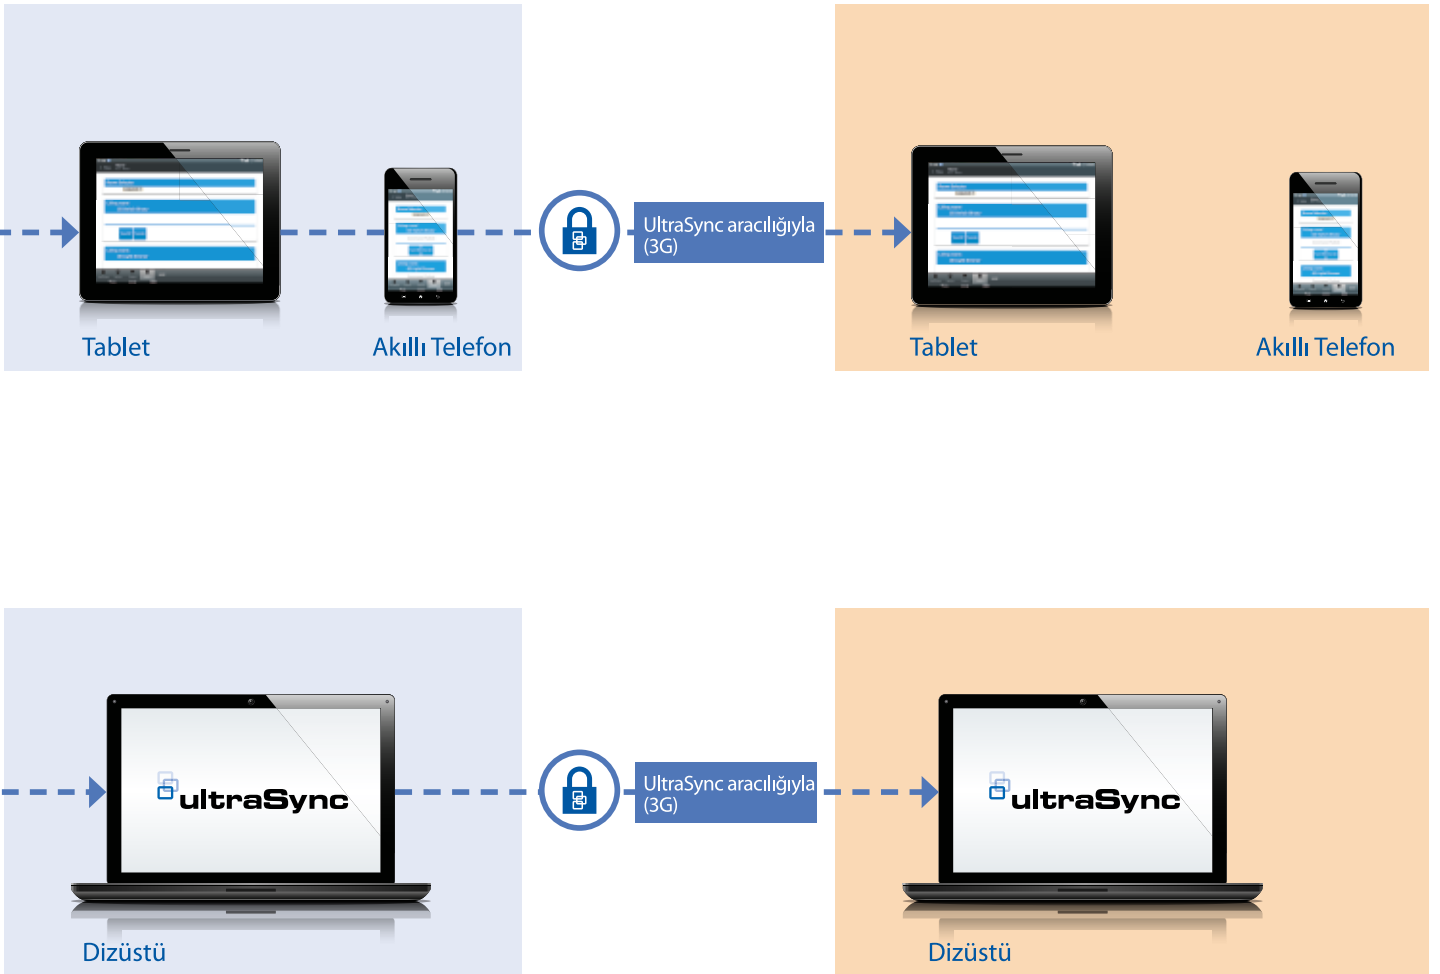 UltraSync aracılığıyla
(3G)
Tablet
Akıllı Telefon
Tablet
Akıllı Telefon
ultraSync
UltraSync aracılığıyla
(3G)
ultraSync
Dizüstü
Dizüstü